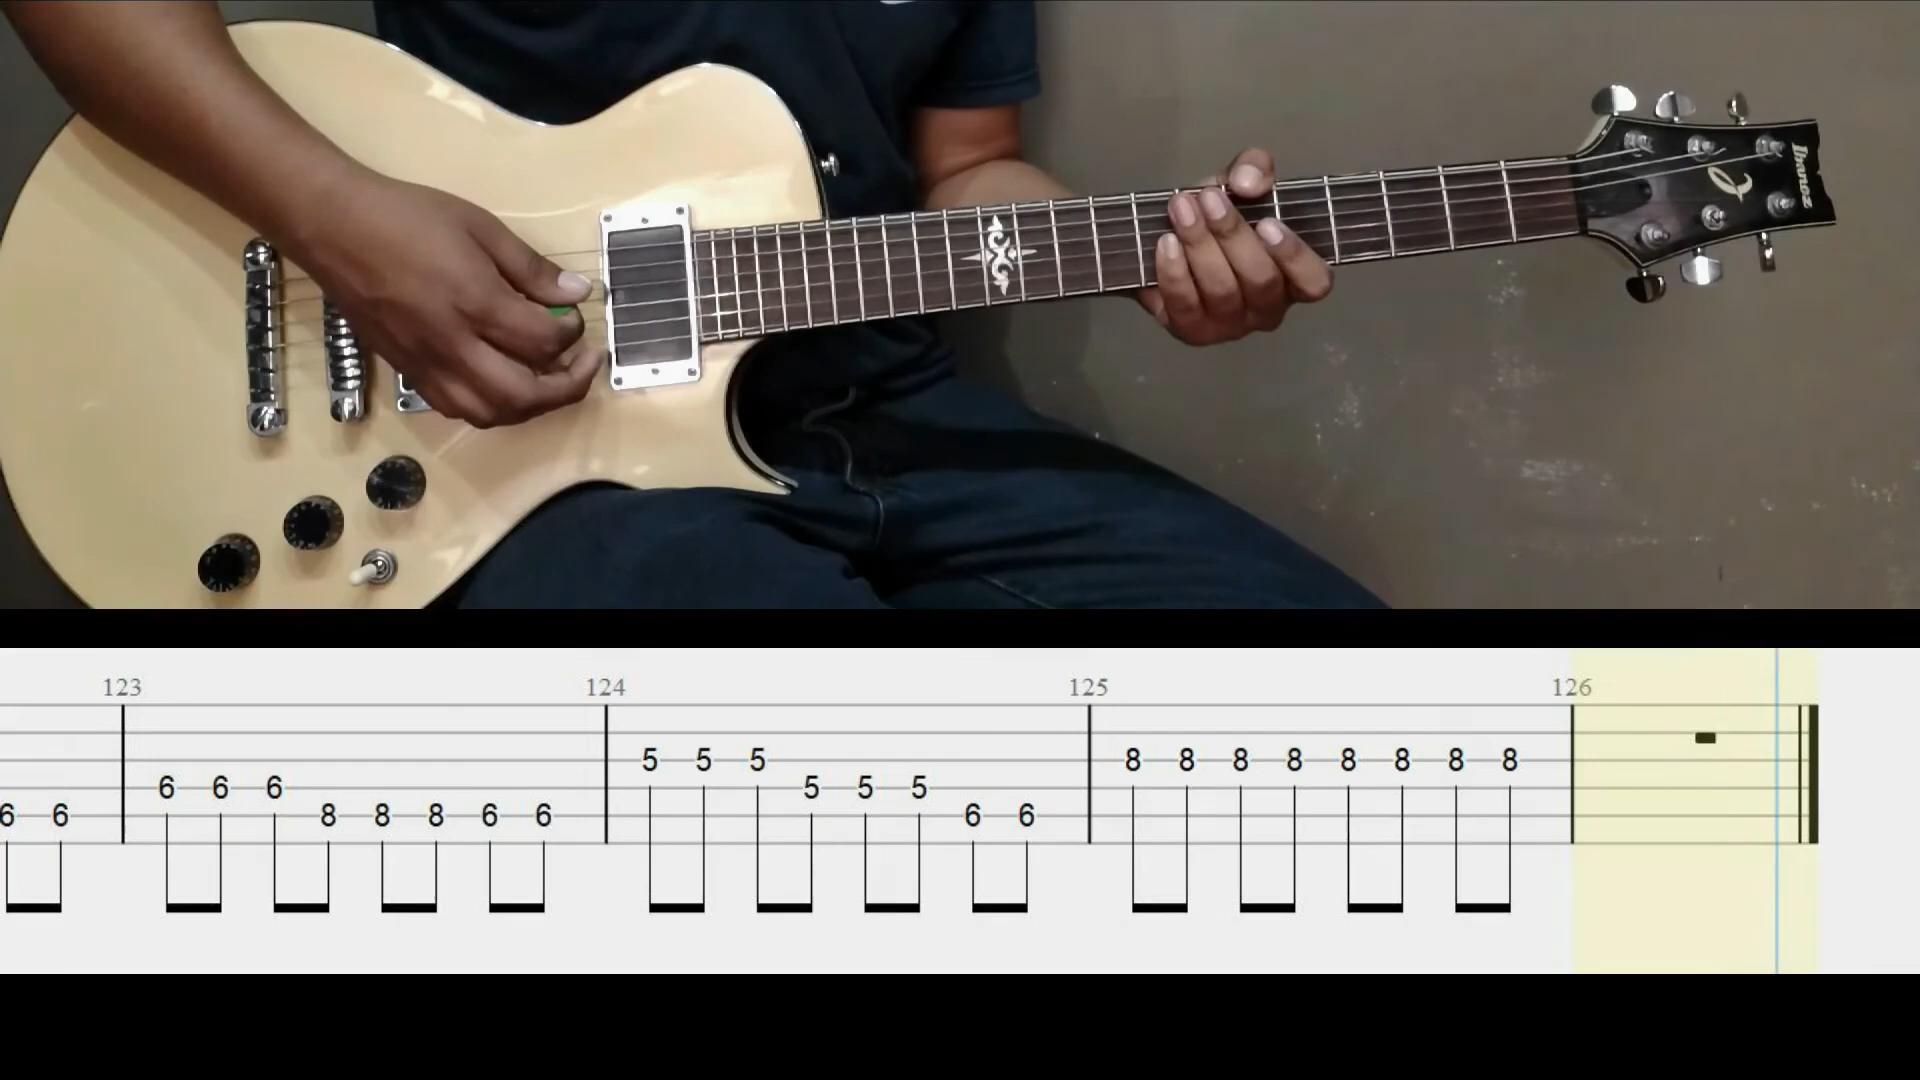 Ibanez
123 124 125 126
5 5 5 8 8 8 8 8 8 8 8
6 6 6 5 5 5
6 6 8 8 8 6 6 6 6